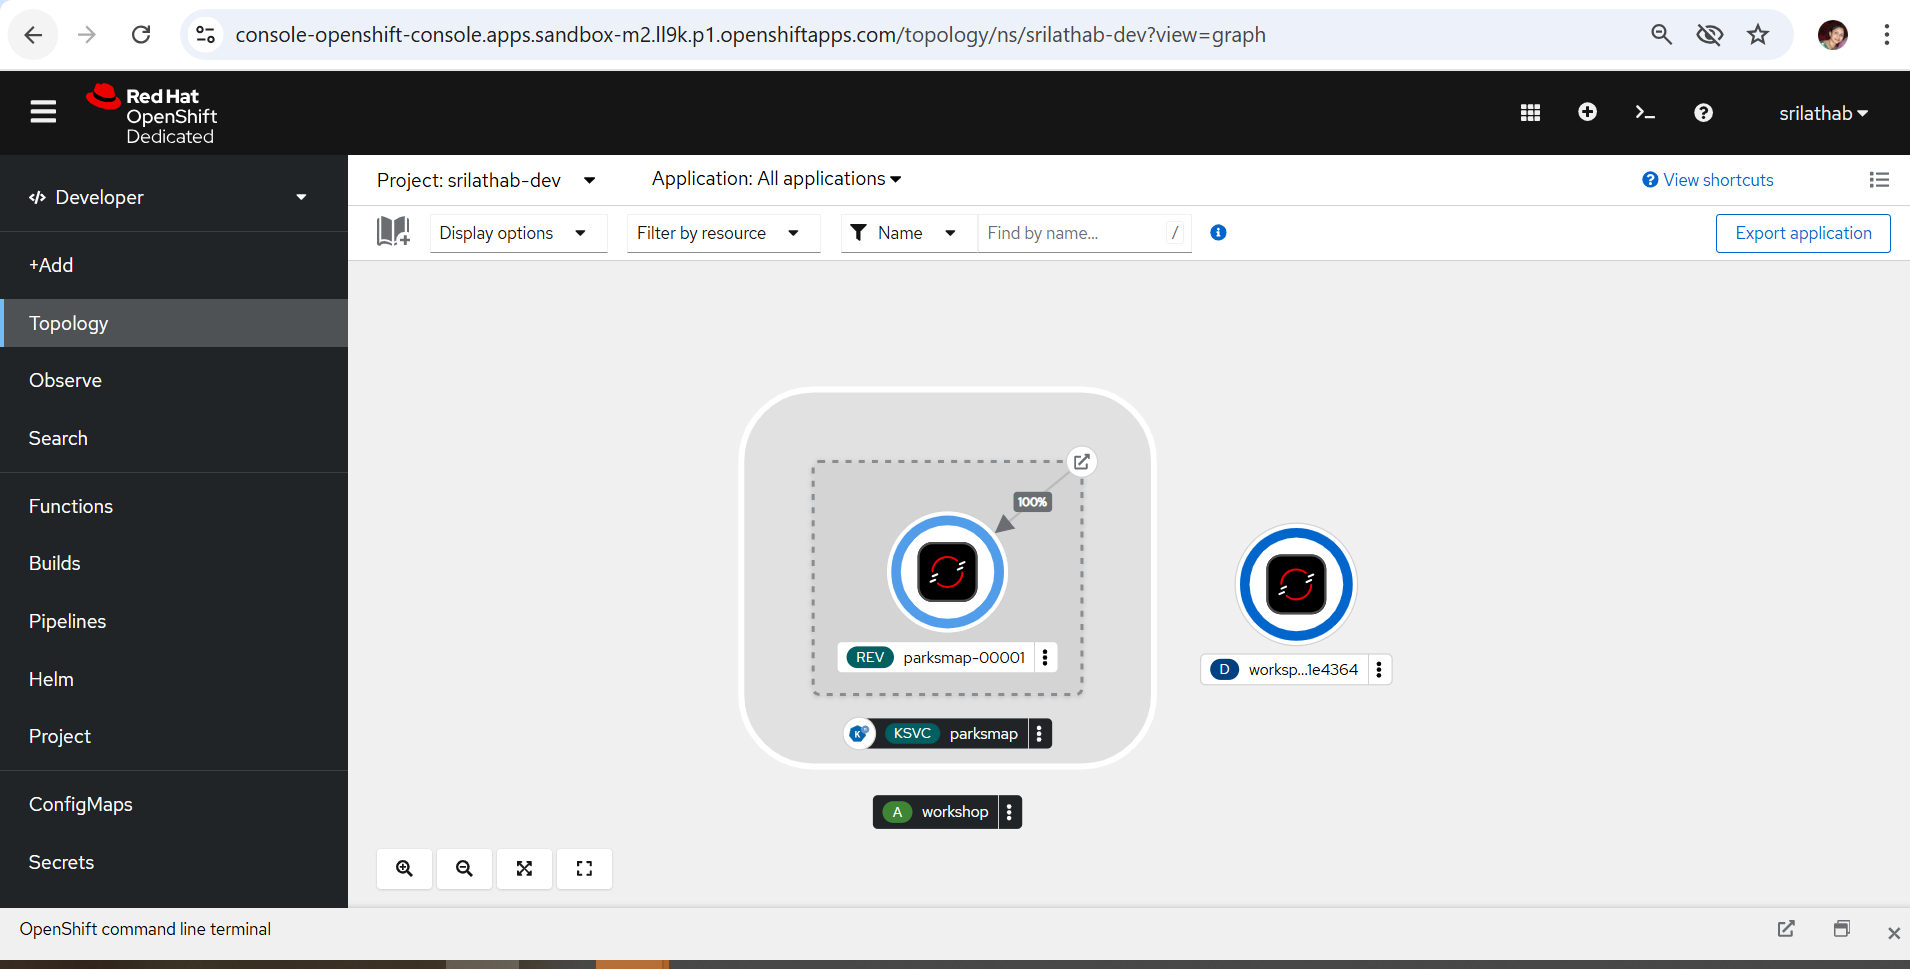 console-openshift-console.apps.sandbox-m2.ll9k.p1.openshiftapps.com/topology/ns/srilathab-dev?view=graph
Red Hat
OpenShift
Dedicated
srilathab
Developer
+Add
Topology
Observe
Search
Functions
Builds
Pipelines
Helm
Project
ConfigMaps
Secrets
Project: srilathab-dev
Application: All applications
View shortcuts
Display options
Filter by resource
Name
Find by name...
/
Export application
100%
REV parksmap-00001
KSVC parksmap
A workshop
D worksp...1e4364
OpenShift command line terminal